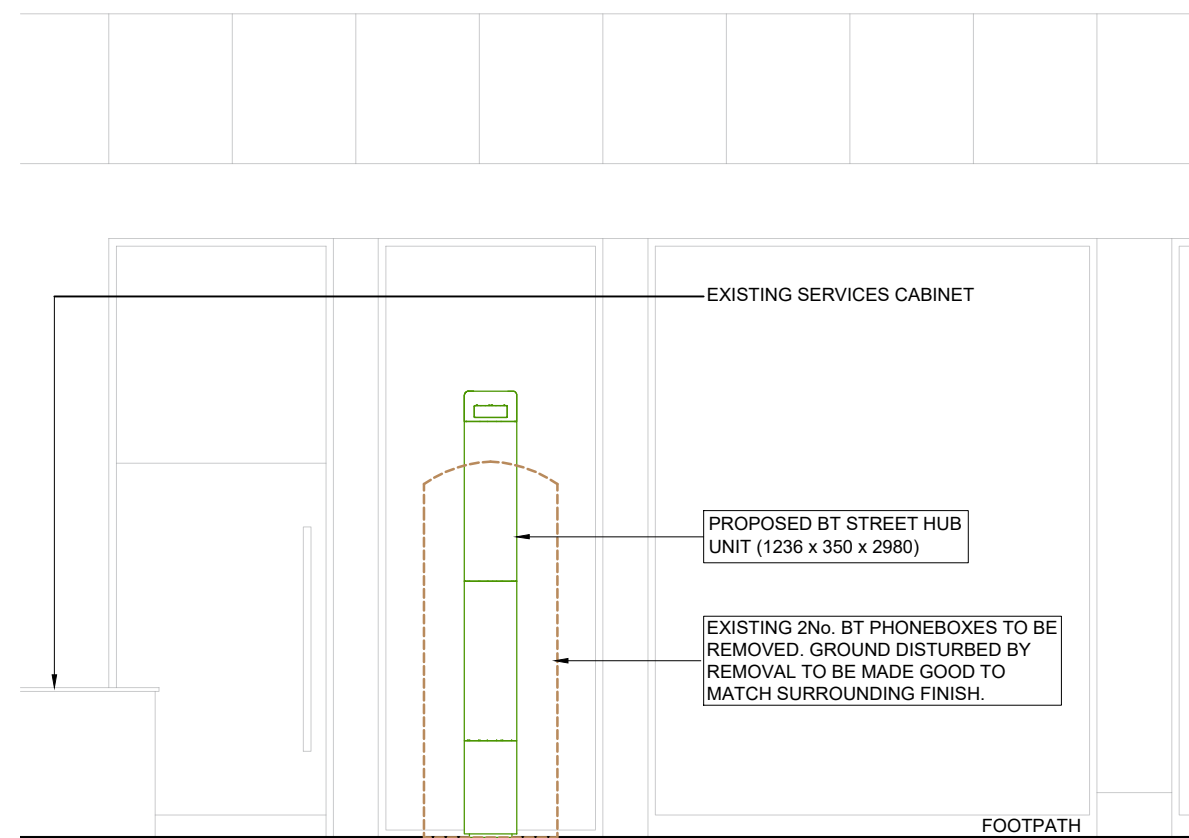 EXISTING SERVICES CABINET
PROPOSED BT STREET HUB
UNIT (1236 x 350 x 2980)
EXISTING 2No. BT PHONEBOXES TO BE
REMOVED. GROUND DISTURBED BY
REMOVAL TO BE MADE GOOD TO
MATCH SURROUNDING FINISH.
FOOTPATH